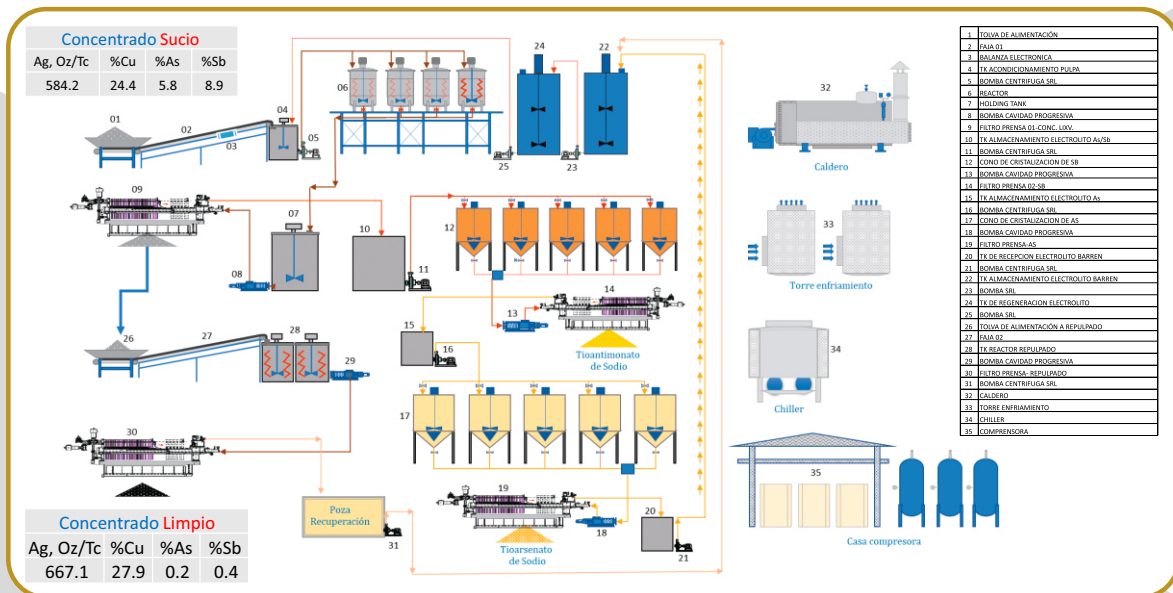 Concentrado Sucio
Ag, Oz/Tc %Cu %As %Sb
584.2 24.4 5.8 8.9
01
02
03
04
05
06
24
22
25
23
32
Caldero
09
07
08
10
11
12
13
14
Tioantimonato
de Sodio
15
16
33
Torre enfriamiento
26
27
28
29
34
Chiller
17
30
Poza
Recuperación
31
19
Tioarsenato
de Sodio
18
20
21
35
Casa compresora
Concentrado Limpio
Ag, Oz/Tc %Cu %As %Sb
667.1 27.9 0.2 0.4
1 TOLVA DE ALIMENTACIÓN
2 FAJA 01
3 BALANZA ELECTRONICA
4 TK ACONDICIONAMIENTO PULPA
5 BOMBA CENTRIFUGA SRL
6 REACTOR
7 HOLDING TANK
8 BOMBA CAVIDAD PROGRESIVA
9 FILTRO PRENSA 01-CONC. LIXV.
10 TK ALMACENAMIENTO ELECTROLITO As/Sb
11 BOMBA CENTRIFUGA SRL
12 CONO DE CRISTALIZACION DE SB
13 BOMBA CAVIDAD PROGRESIVA
14 FILTRO PRENSA 02-SB
15 TK ALMACENAMIENTO ELECTROLITO As
16 BOMBA CENTRIFUGA SRL
17 CONO DE CRISTALIZACION DE AS
18 BOMBA CAVIDAD PROGRESIVA
19 FILTRO PRENSA-AS
20 TK DE RECEPCION ELECTROLITO BARREN
21 BOMBA CENTRIFUGA SRL
22 TK ALMACENAMIENTO ELECTROLITO BARREN
23 BOMBA SRL
24 TK DE REGENERACION ELECTROLITO
25 BOMBA SRL
26 TOLVA DE ALIMENTACIÓN A REPULPADO
27 FAJA 02
28 TK REACTOR REPULPADO
29 BOMBA CAVIDAD PROGRESIVA
30 FILTRO PRENSA- REPULPADO
31 BOMBA CENTRIFUGA SRL
32 CALDERO
33 TORRE ENFRIAMIENTO
34 CHILLER
35 COMPRENSORA